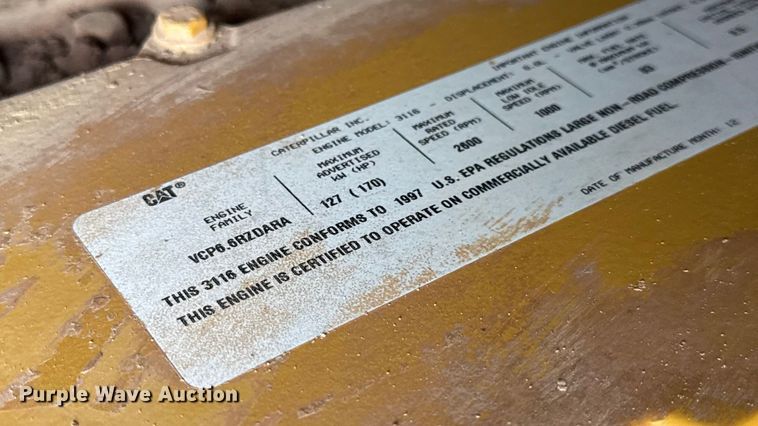 CATERPILLAR INC.
IMPORTANT ENGINE INFORMATION
CAT®
ENGINE MODEL: 3116 - DISPLACEMENT: 6.6L -
ENGINE FAMILY
VCP6.6RZDARA
MAXIMUM ADVERTISED kW (HP)
127 ( 170)
MAXIMUM RATED SPEED (RPM)
2600
MAXIMUM LOW IDLE SPEED (RPM)
1000
MAX FUEL RATE
THIS 3116 ENGINE CONFORMS TO 1997 U.S. EPA REGULATIONS LARGE NON-ROAD COMPRESSION-
THIS ENGINE IS CERTIFIED TO OPERATE ON COMMERCIALLY AVAILABLE DIESEL FUEL.
DATE OF MANUFACTURE MONTH: 12
Purple Wave Auction